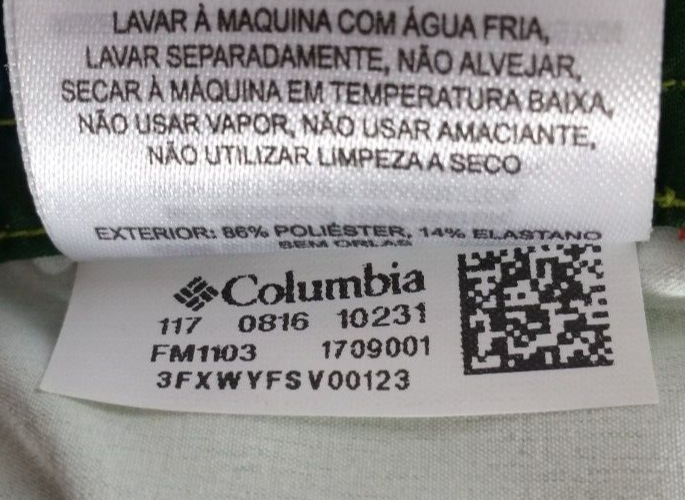 LAVAR À MAQUINA COM ÁGUA FRIA,
LAVAR SEPARADAMENTE, NÃO ALVEJAR,
SECAR À MÁQUINA EM TEMPERATURA BAIXA,
NÃO USAR VAPOR, NÃO USAR AMACIANTE,
NÃO UTILIZAR LIMPEZA A SECO
EXTERIOR: 86% POLIÉSTER, 14% ELASTANO
SEM ORLAS
Columbia
117 0816 10231
FM1103 1709001
3FXWYFSV00123